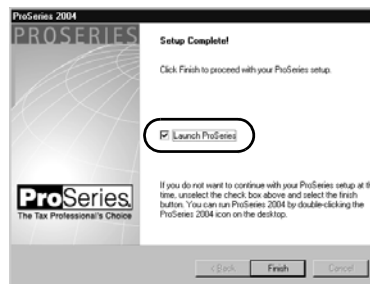 ProSeries 2004
PROSERIES
Setup Complete!
Click Finish to proceed with your ProSeries setup.
Launch ProSeries
If you do not want to continue with your ProSeries setup at
time, unselect the check box above and select the finish
button. You can run ProSeries 2004 by double-clicking the
ProSeries 2004 icon on the desktop.
ProSeries.
The Tax Professional's Choice
< Back
Finish
Cancel